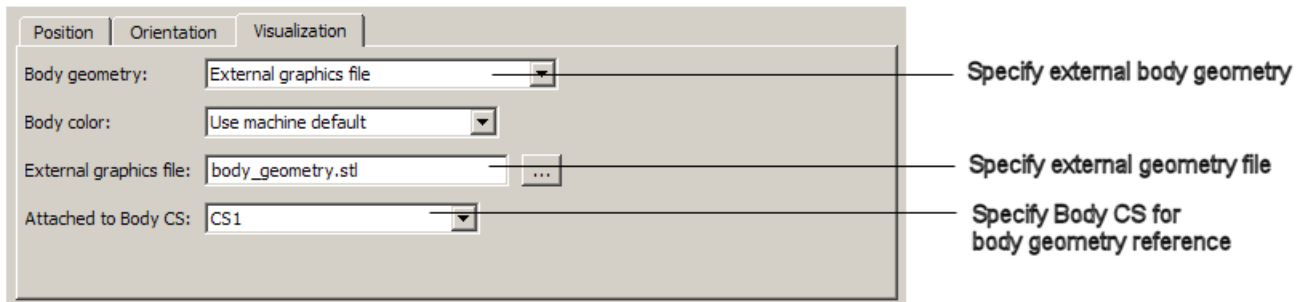 Position Orientation Visualization
Body geometry: External graphics file Specify external body geometry
Body color: Use machine default
External graphics file: body_geometry.stl ... Specify external geometry file
Attached to Body CS: CS1 Specify Body CS for
body geometry reference